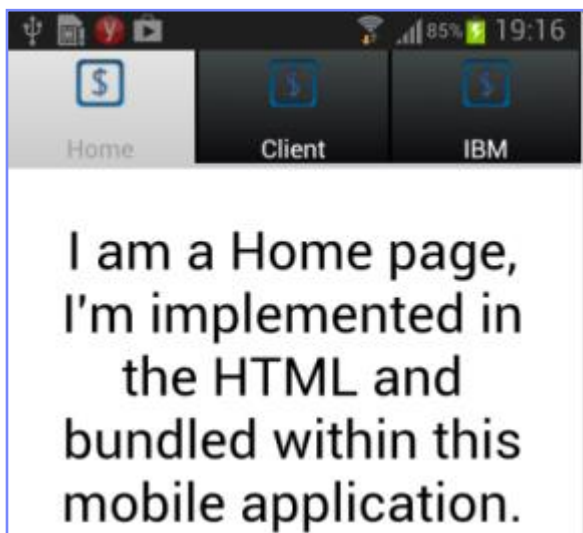 85% 19:16
$ $ $
Home Client IBM
I am a Home page,
I'm implemented in
the HTML and
bundled within this
mobile application.